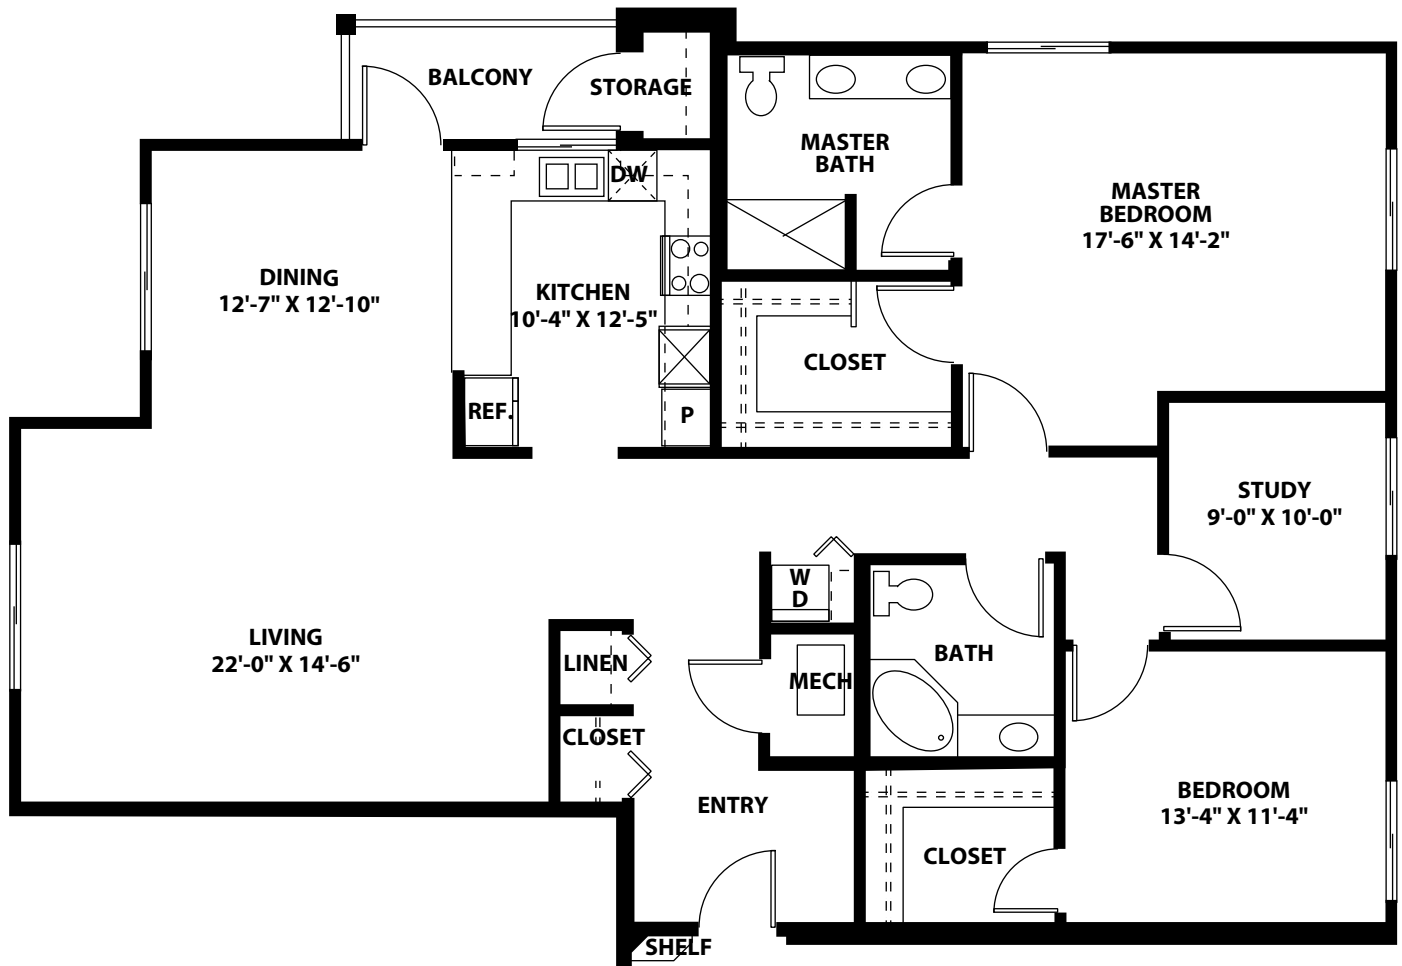 BALCONY
STORAGE
MASTER
BATH
MASTER
BEDROOM
17'-6" X 14'-2"
DW
DINING
12'-7" X 12'-10"
KITCHEN
10'-4" X 12'-5"
CLOSET
REF.
P
STUDY
9'-0" X 10'-0"
W
D
LIVING
22'-0" X 14'-6"
LINEN
MECH
BATH
CLOSET
ENTRY
BEDROOM
13'-4" X 11'-4"
CLOSET
SHELF